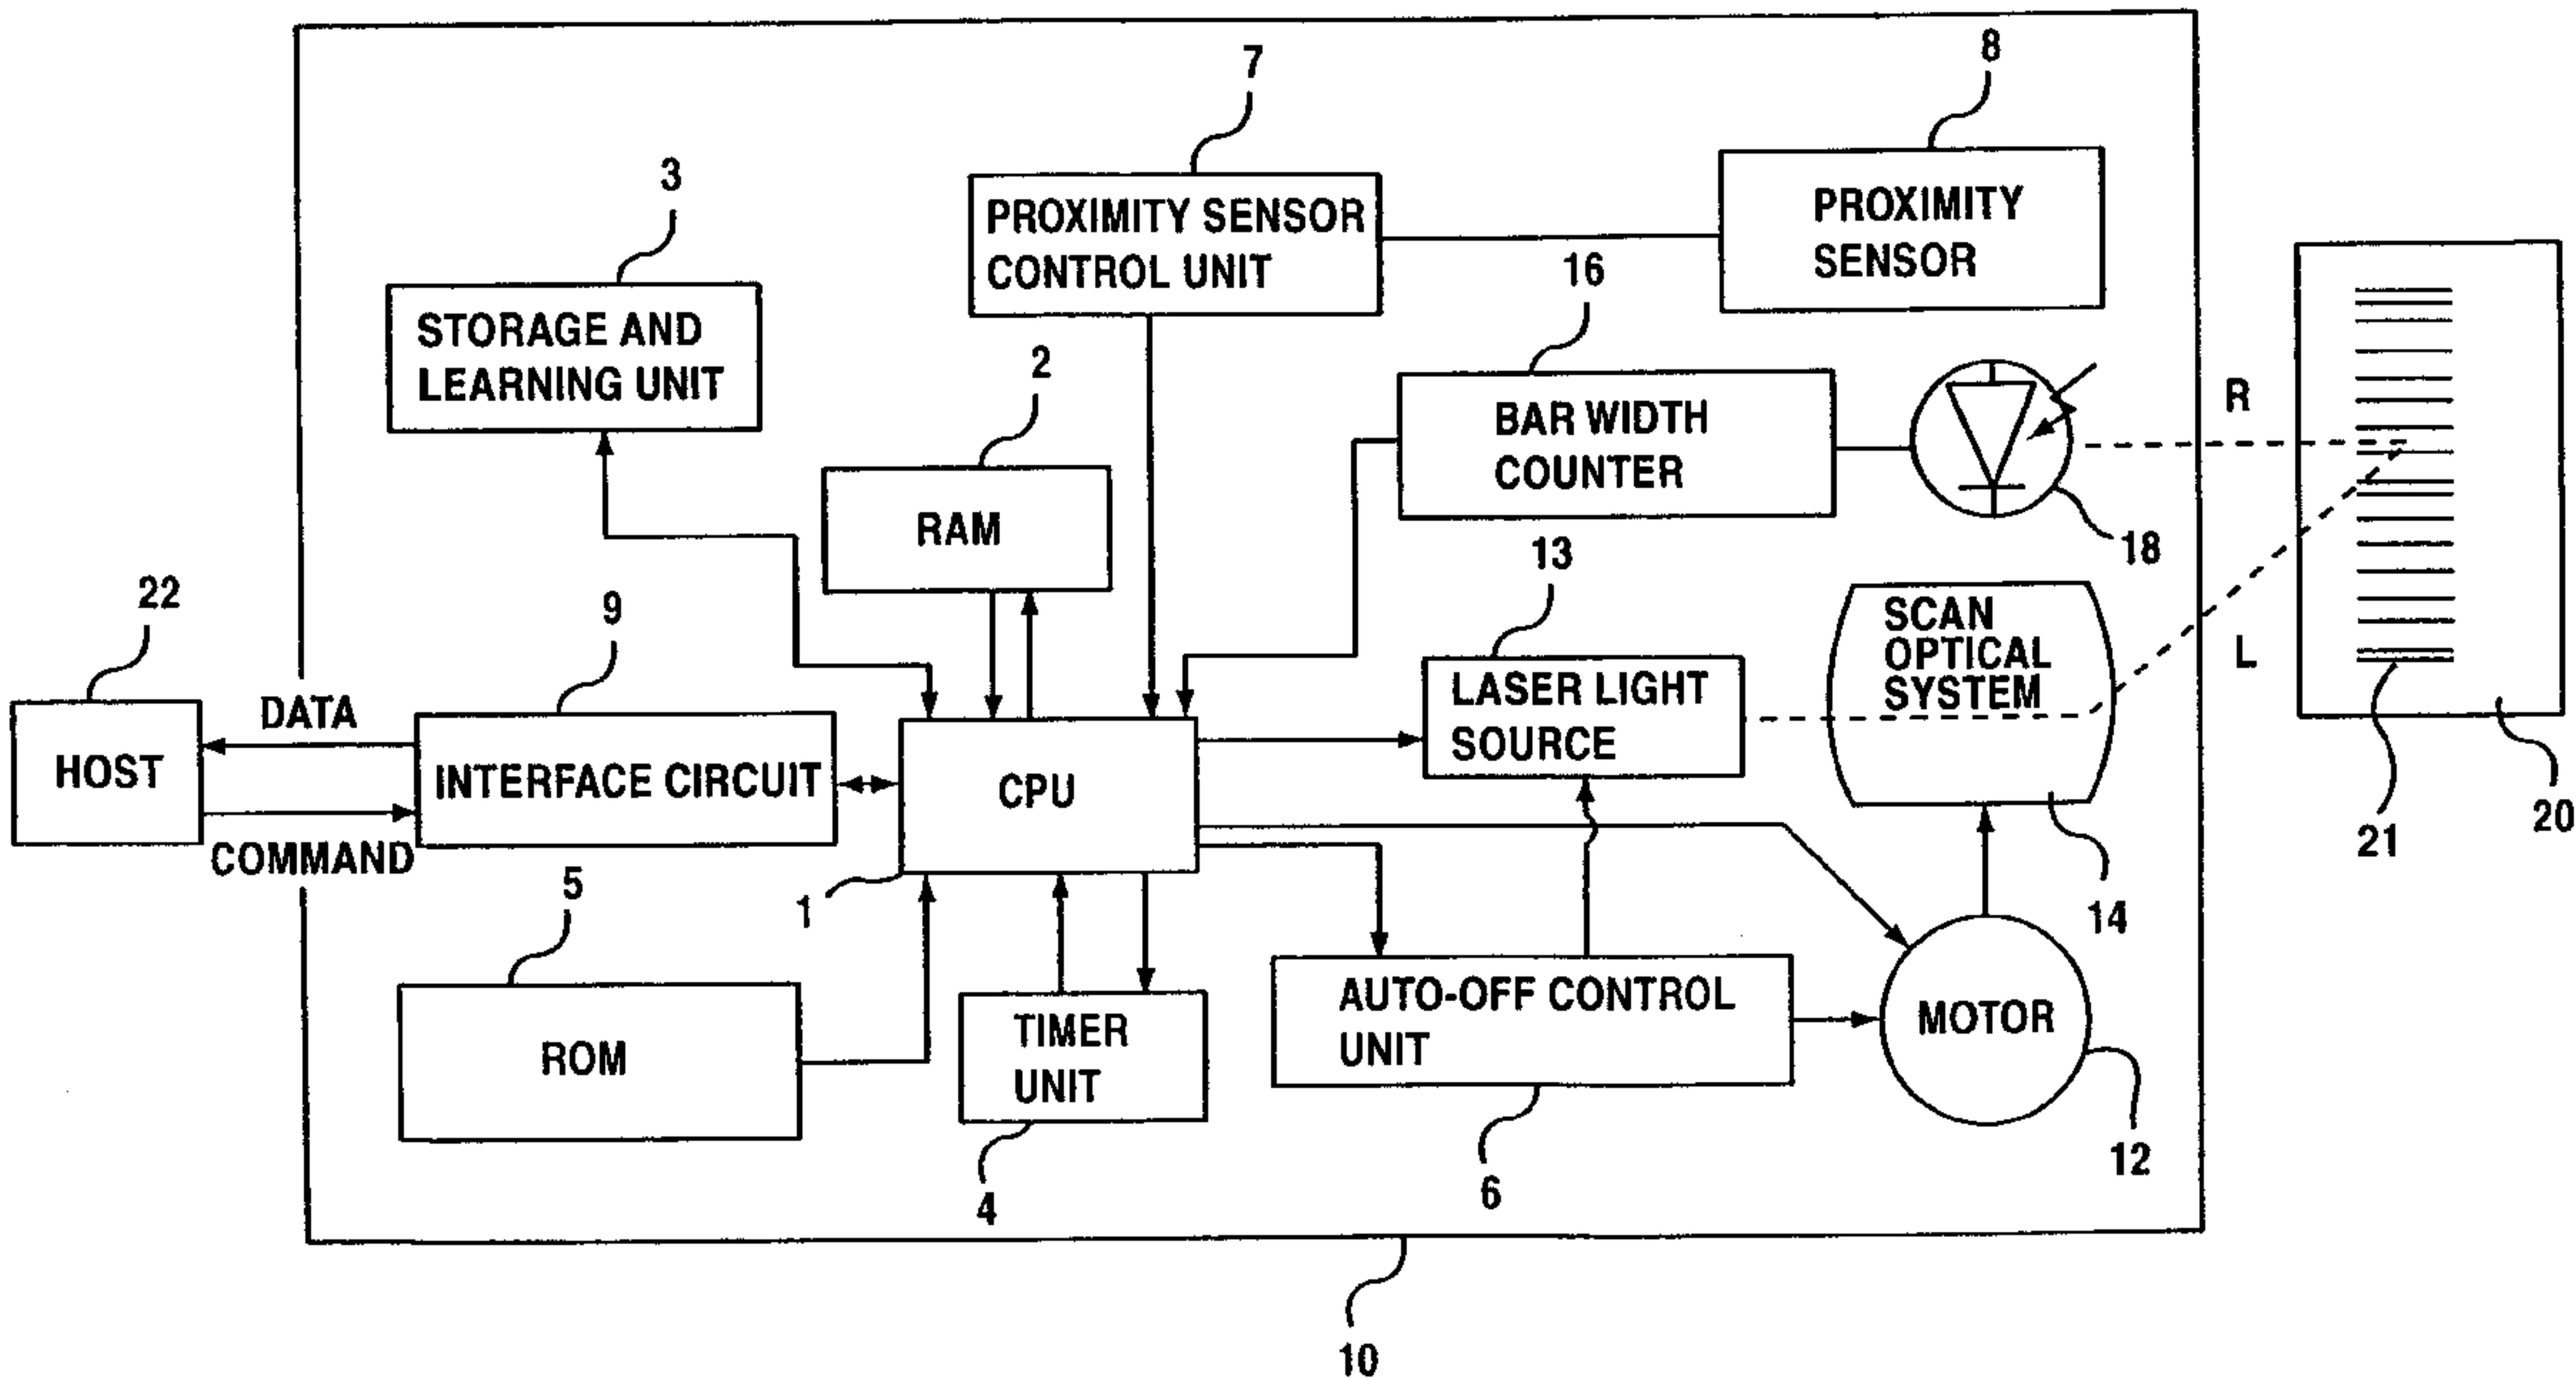 7
8
3
PROXIMITY SENSOR
CONTROL UNIT
PROXIMITY
SENSOR
16
STORAGE AND
LEARNING UNIT
2
R
BAR WIDTH
COUNTER
RAM
18
13
22
9
SCAN
OPTICAL
SYSTEM
L
DATA
LASER LIGHT
SOURCE
HOST
INTERFACE CIRCUIT
CPU
COMMAND
21
20
5
1
14
AUTO-OFF CONTROL
UNIT
MOTOR
ROM
TIMER
UNIT
12
4
6
10